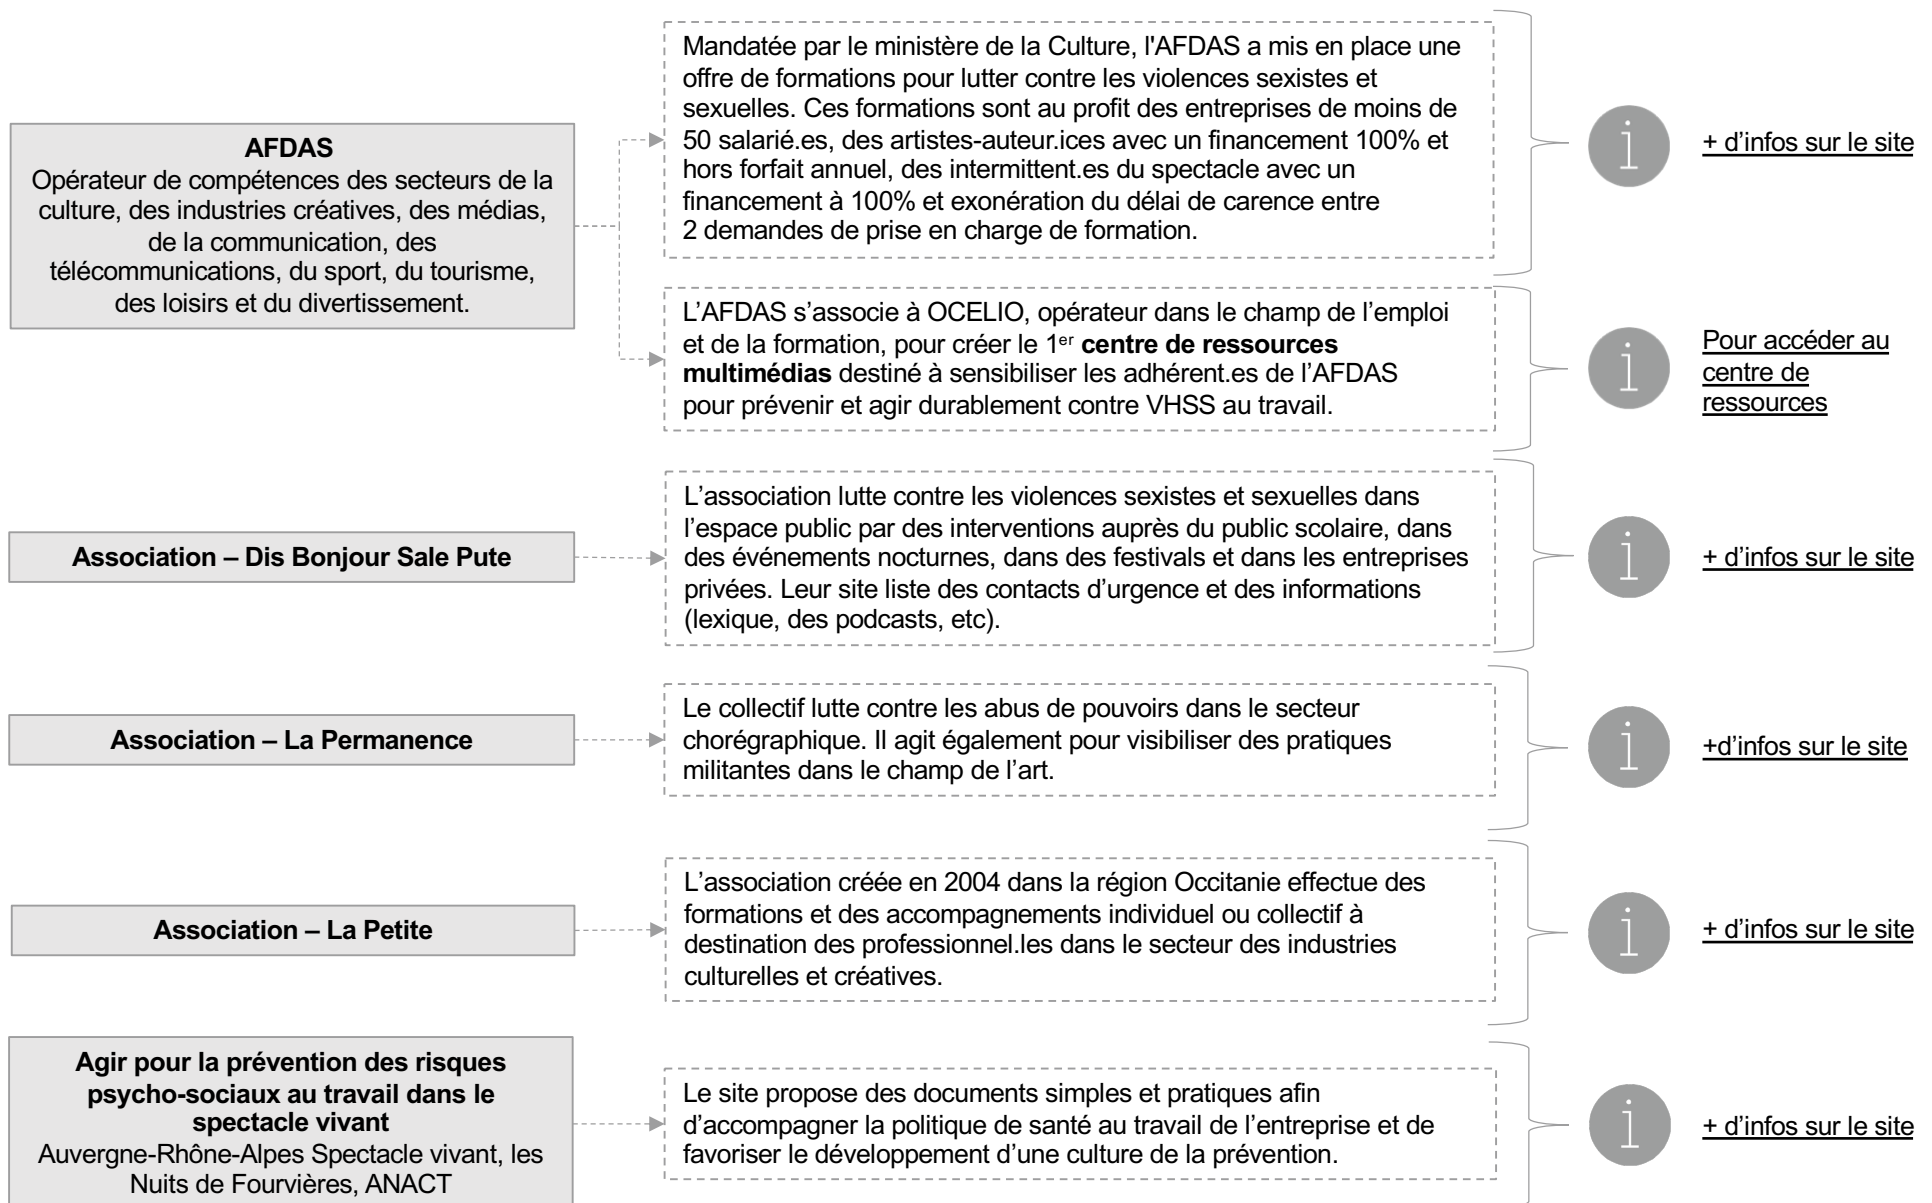 AFDAS
Opérateur de compétences des secteurs de la
culture, des industries créatives, des médias,
de la communication, des
télécommunications, du sport, du tourisme,
des loisirs et du divertissement.
Mandatée par le ministère de la Culture, l'AFDAS a mis en place une
offre de formations pour lutter contre les violences sexistes et
sexuelles. Ces formations sont au profit des entreprises de moins de
50 salarié.es, des artistes-auteur.ices avec un financement 100% et
hors forfait annuel, des intermittent.es du spectacle avec un
financement à 100% et exonération du délai de carence entre
2 demandes de prise en charge de formation.
i
+ d’infos sur le site
L’AFDAS s’associe à OCELIO, opérateur dans le champ de l’emploi
et de la formation, pour créer le 1er centre de ressources
multimédias destiné à sensibiliser les adhérent.es de l’AFDAS
pour prévenir et agir durablement contre VHSS au travail.
i
Pour accéder au
centre de
ressources
Association – Dis Bonjour Sale Pute
L’association lutte contre les violences sexistes et sexuelles dans
l’espace public par des interventions auprès du public scolaire, dans
des événements nocturnes, dans des festivals et dans les entreprises
privées. Leur site liste des contacts d’urgence et des informations
(lexique, des podcasts, etc).
i
+ d’infos sur le site
Association – La Permanence
Le collectif lutte contre les abus de pouvoirs dans le secteur
chorégraphique. Il agit également pour visibiliser des pratiques
militantes dans le champ de l’art.
i
+d’infos sur le site
Association – La Petite
L’association créée en 2004 dans la région Occitanie effectue des
formations et des accompagnements individuel ou collectif à
destination des professionnel.les dans le secteur des industries
culturelles et créatives.
i
+ d’infos sur le site
Agir pour la prévention des risques
psycho-sociaux au travail dans le
spectacle vivant
Auvergne-Rhône-Alpes Spectacle vivant, les
Nuits de Fourvières, ANACT
Le site propose des documents simples et pratiques afin
d’accompagner la politique de santé au travail de l’entreprise et de
favoriser le développement d’une culture de la prévention.
i
+ d’infos sur le site